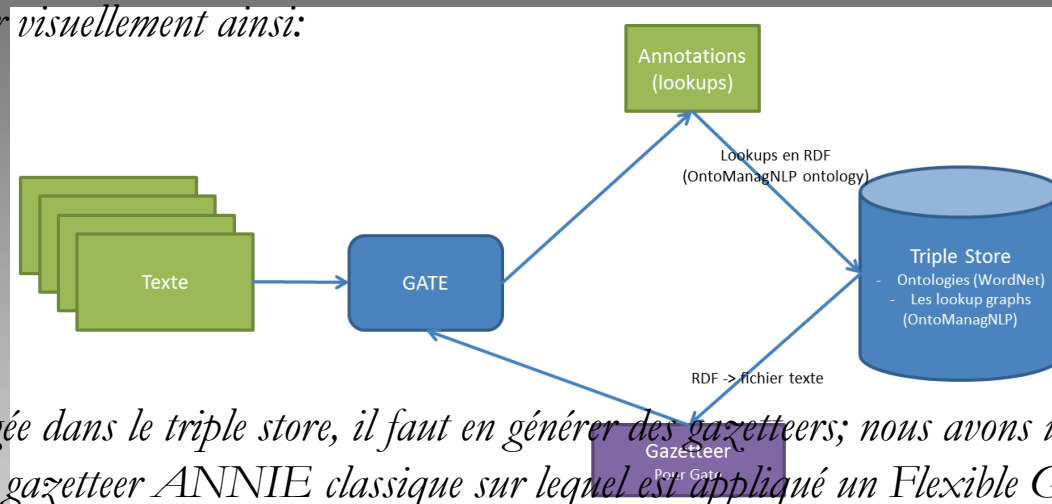 r visuellement ainsi:
Annotations
(lookups)
Lookups en RDF
(OntoManagNLP ontology)
Texte
GATE
Triple Store
- Ontologies (WordNet)
- Les lookup graphs
(OntoManagNLP)
RDF -> fichier texte
ée dans le triple store, il faut en générer des gazetteers; nous avons
Gazetteer
Pour Gate
gazetteer ANNIE classique sur lequel est appliqué un Flexible G